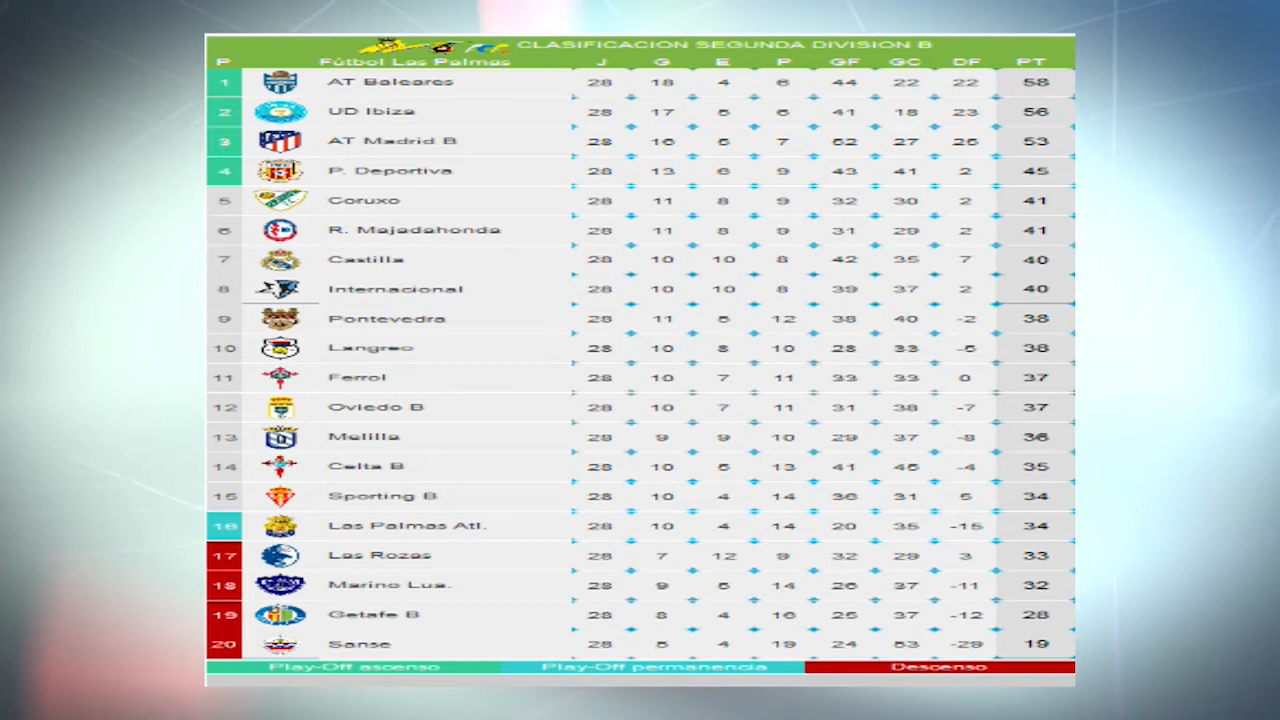 CLASIFICACION SEGUNDA DIVISION B
P Fútbol Las Palmas J G E P GF GC DF PT
1 AT Baleares 28 18 4 6 44 22 22 58
2 UD Ibiza 28 17 5 6 41 18 23 56
3 AT Madrid B 28 16 5 7 52 27 25 53
4 P. Deportiva 28 13 6 9 43 41 2 45
5 Coruxo 28 11 8 9 32 30 2 41
6 R. Majadahonda 28 11 8 9 31 29 2 41
7 Castilla 28 10 10 8 42 35 7 40
8 Internacional 28 10 10 8 39 37 2 40
9 Pontevedra 28 11 5 12 38 40 -2 38
10 Langreo 28 10 8 10 28 33 -5 38
11 Ferrol 28 10 7 11 33 33 0 37
12 Oviedo B 28 10 7 11 31 38 -7 37
13 Melilla 28 9 9 10 29 37 -8 36
14 Celta B 28 10 5 13 41 45 -4 35
15 Sporting B 28 10 4 14 36 31 5 34
16 Las Palmas Atl. 28 10 4 14 20 35 -15 34
17 Las Rozas 28 7 12 9 32 29 3 33
18 Marino Lua. 28 9 5 14 26 37 -11 32
19 Getafe B 28 8 4 16 25 37 -12 28
20 Sanse 28 5 4 19 24 53 -29 19
Play-Off ascenso Play-Off permanencia Descenso